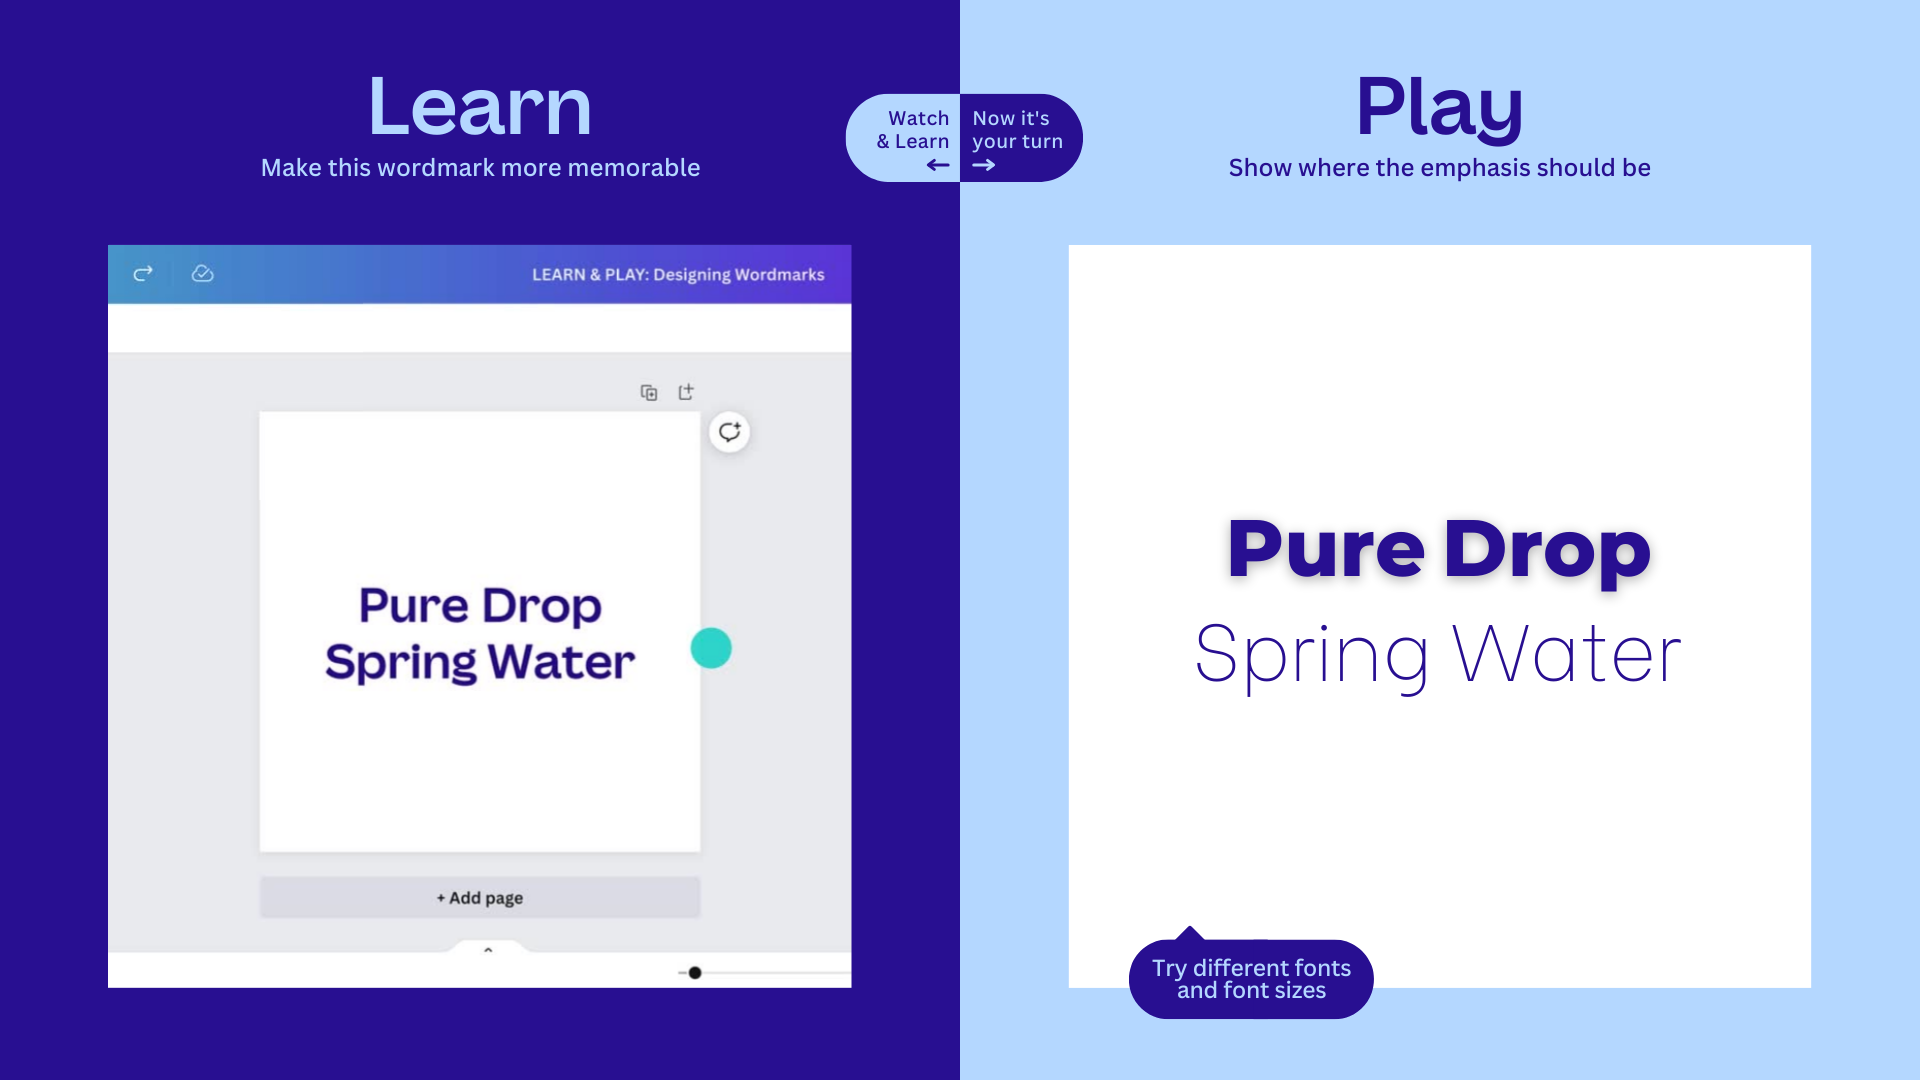 Learn
Make this wordmark more memorable
Watch
& Learn
Now it's
your turn
Play
Show where the emphasis should be
LEARN & PLAY: Designing Wordmarks
Pure Drop
Spring Water
+ Add page
Pure Drop
Spring Water
Try different fonts
and font sizes